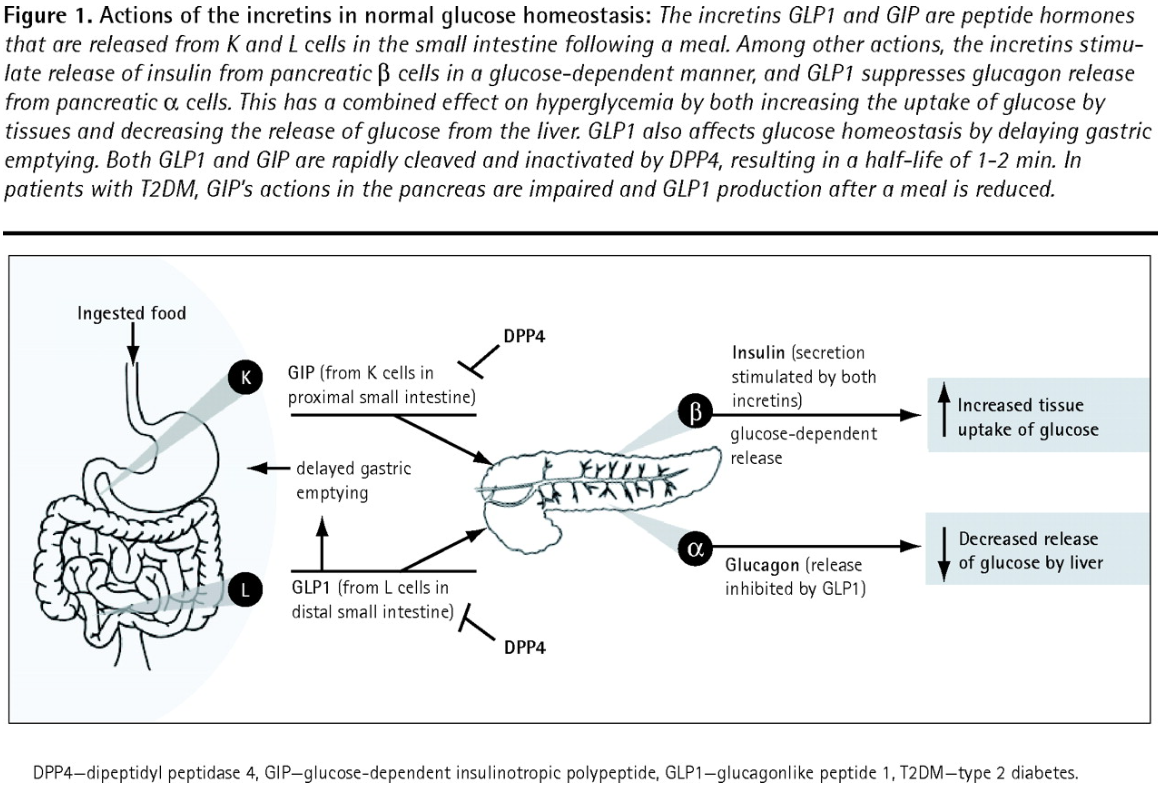 Figure 1. Actions of the incretins in normal glucose homeostasis: The incretins GLP1 and GIP are peptide hormones
that are released from K and L cells in the small intestine following a meal. Among other actions, the incretins stimu-
late release of insulin from pancreatic β cells in a glucose-dependent manner, and GLP1 suppresses glucagon release
from pancreatic α cells. This has a combined effect on hyperglycemia by both increasing the uptake of glucose by
tissues and decreasing the release of glucose from the liver. GLP1 also affects glucose homeostasis by delaying gastric
emptying. Both GLP1 and GIP are rapidly cleaved and inactivated by DPP4, resulting in a half-life of 1-2 min. In
patients with T2DM, GIP's actions in the pancreas are impaired and GLP1 production after a meal is reduced.
Ingested food
K
GIP (from K cells in
proximal small intestine)
DPP4
delayed gastric
emptying
L
GLP1 (from L cells in
distal small intestine)
DPP4
β
Insulin (secretion
stimulated by both
incretins)
glucose-dependent
release
Increased tissue
uptake of glucose
α
Glucagon (release
inhibited by GLP1)
Decreased release
of glucose by liver
DPP4—dipeptidyl peptidase 4, GIP—glucose-dependent insulinotropic polypeptide, GLP1—glucagonlike peptide 1, T2DM—type 2 diabetes.